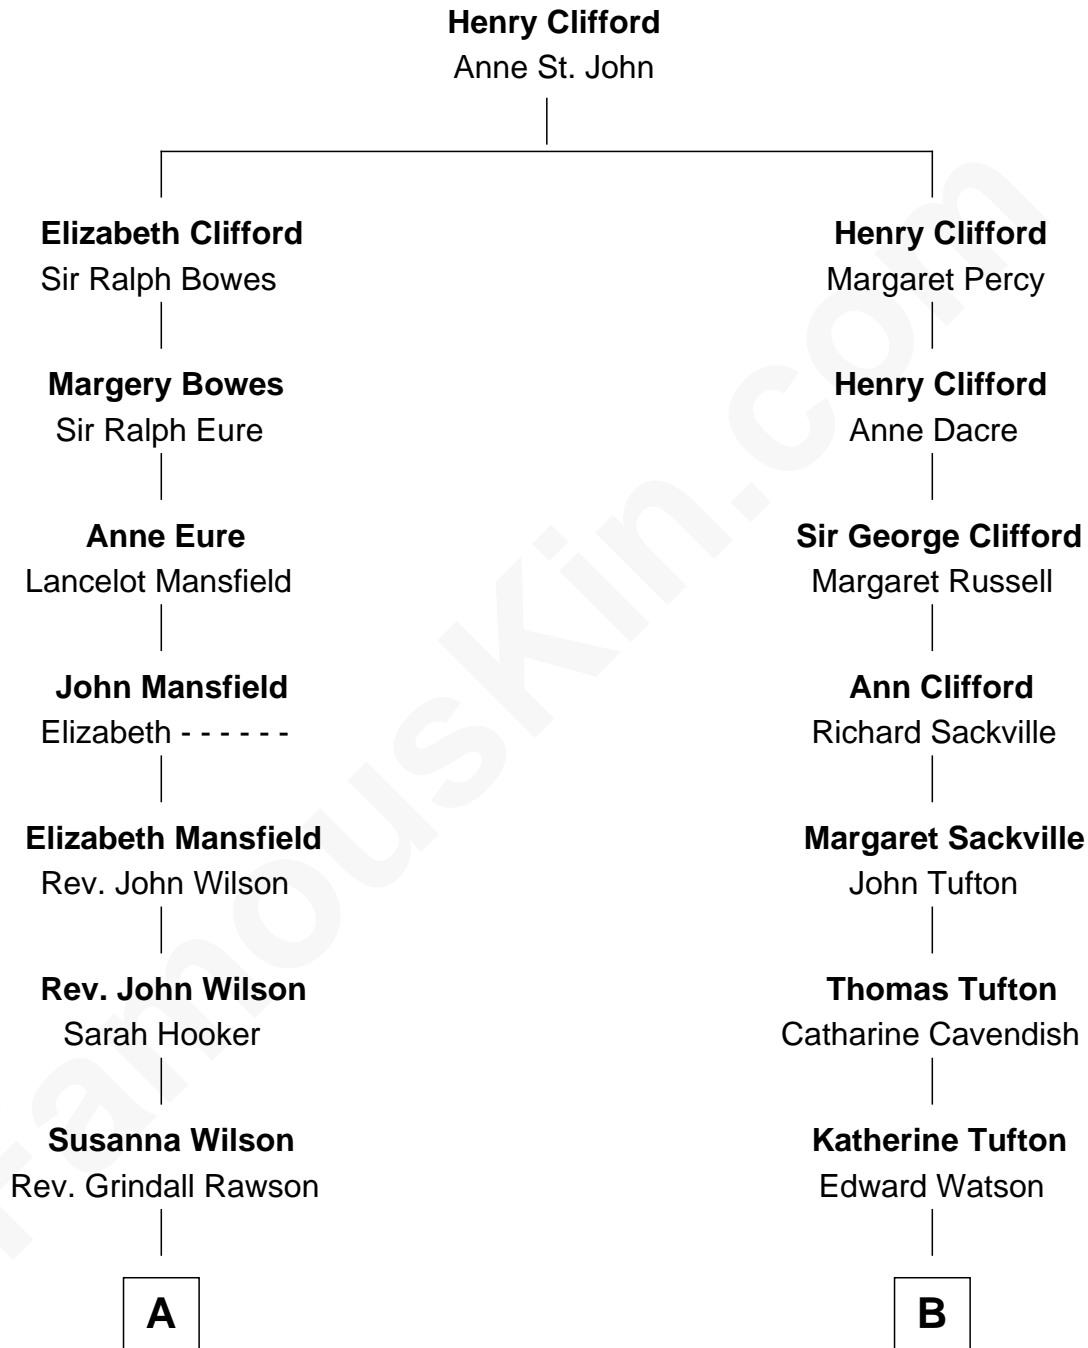 Henry Clifford
Anne St. John
Elizabeth Clifford
Sir Ralph Bowes
Henry Clifford
Margaret Percy
Margery Bowes
Sir Ralph Eure
Henry Clifford
Anne Dacre
Anne Eure
Lancelot Mansfield
Sir George Clifford
Margaret Russell
John Mansfield
Elizabeth - - - - - -
Ann Clifford
Richard Sackville
Elizabeth Mansfield
Rev. John Wilson
Margaret Sackville
John Tufton
Rev. John Wilson
Sarah Hooker
Thomas Tufton
Catharine Cavendish
Susanna Wilson
Rev. Grindall Rawson
Katherine Tufton
Edward Watson
A
B
FamousKin.com